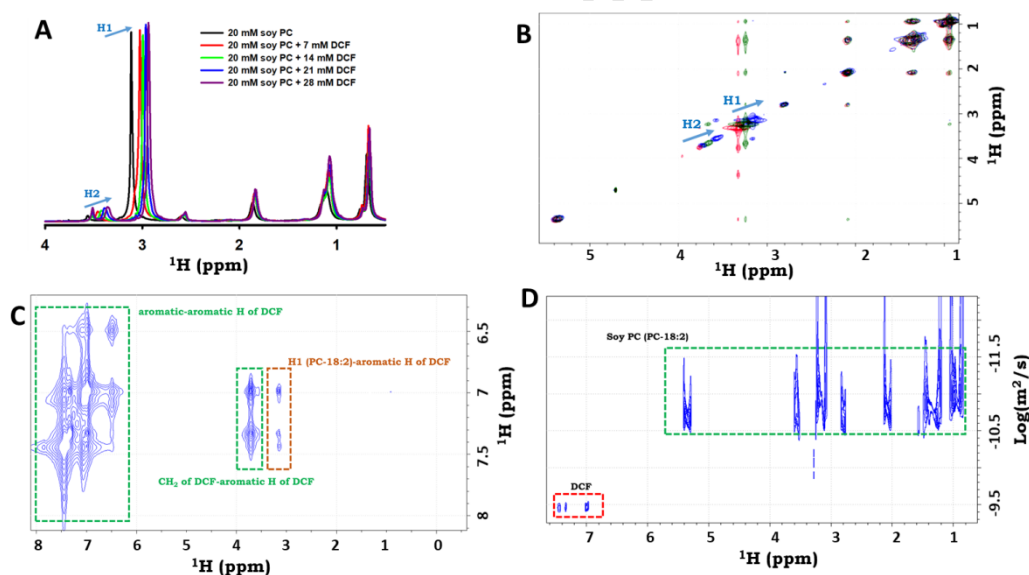 A
H1
20 mM soy PC
20 mM soy PC + 7 mM DCF
20 mM soy PC + 14 mM DCF
20 mM soy PC + 21 mM DCF
20 mM soy PC + 28 mM DCF
H2
4 3 2 1
¹H (ppm)
B
H1
H2
1
2
3
4
5
¹H (ppm)
5 4 3 2 1
¹H (ppm)
C
aromatic-aromatic H of DCF
H1 (PC-18:2)-aromatic H of DCF
CH₂ of DCF-aromatic H of DCF
6.5
7
7.5
8
¹H (ppm)
8 7 6 5 4 3 2 1 0
¹H (ppm)
D
Soy PC (PC-18:2)
DCF
-11.5
-10.5
-9.5
Log(m²/s)
7 6 5 4 3 2 1
¹H (ppm)